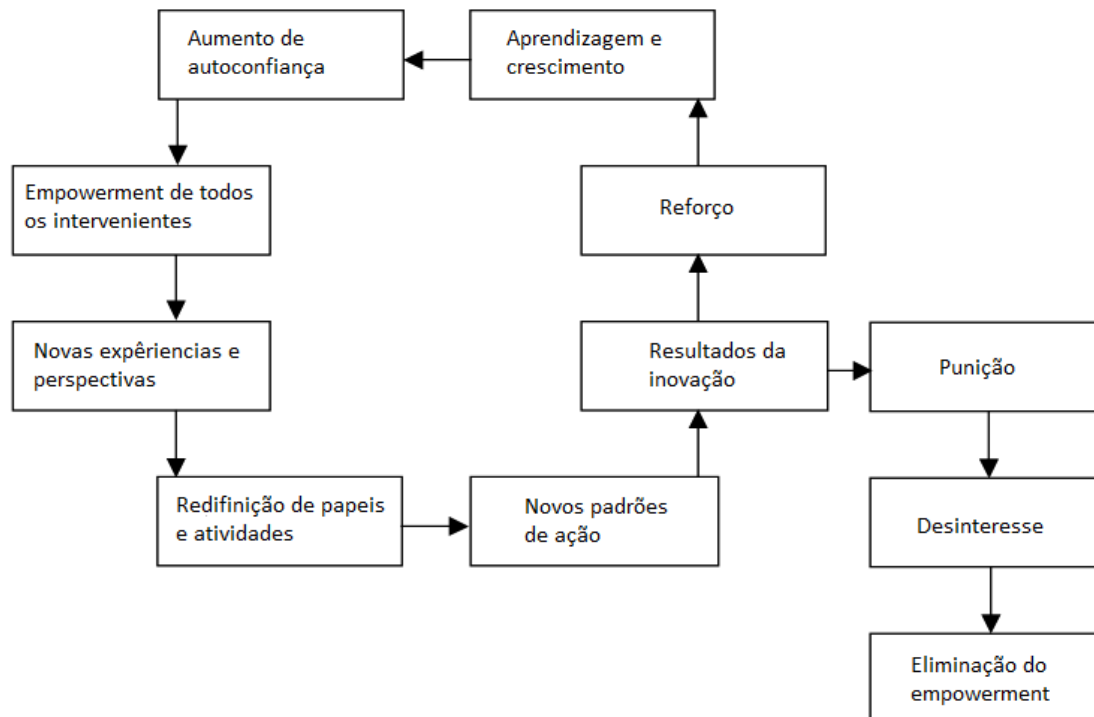 Aumento de
autoconfiança
Aprendizagem e
crescimento
Empowerment de todos
os intervenientes
Reforço
Novas expêriencias e
perspectivas
Resultados da
inovação
Punição
Redifinição de papeis
e atividades
Novos padrões
de ação
Desinteresse
Eliminação do
empowerment